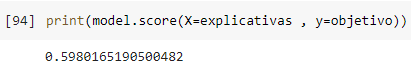 [94] print(model.score(X=explicativas , y=objetivo))
0.5980165190500482